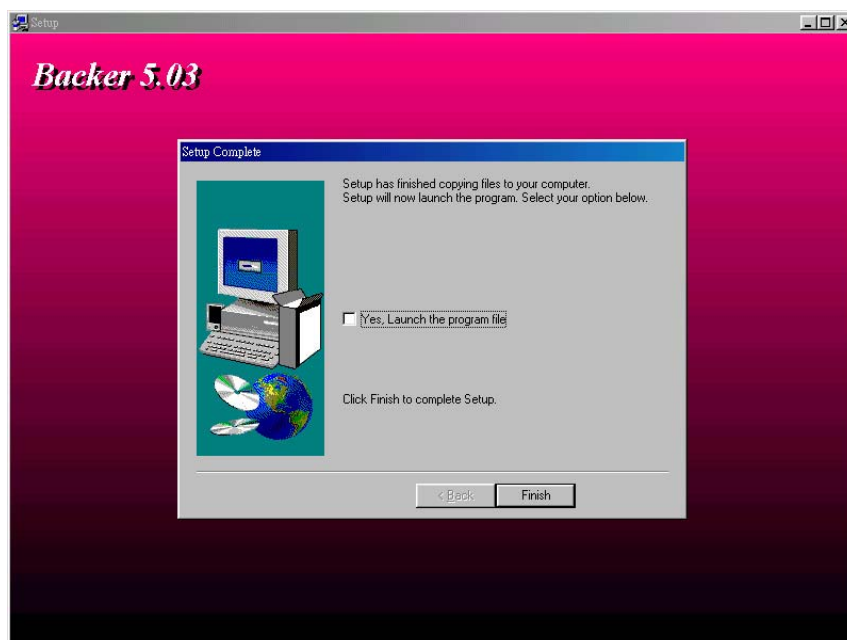 Setup
Backer 5.03
Setup Complete
Setup has finished copying files to your computer.
Setup will now launch the program. Select your option below.
Yes, Launch the program file
Click Finish to complete Setup.
< Back
Finish